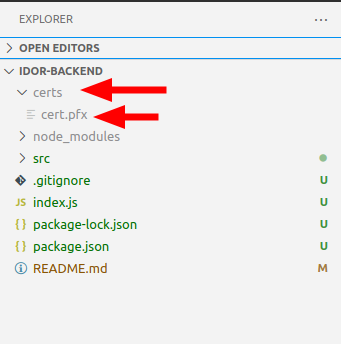 EXPLORER
OPEN EDITORS
IDOR-BACKEND
certs
cert.pfx
node_modules
src
.gitignore U
JS index.js U
{ } package-lock.json U
{ } package.json U
README.md M